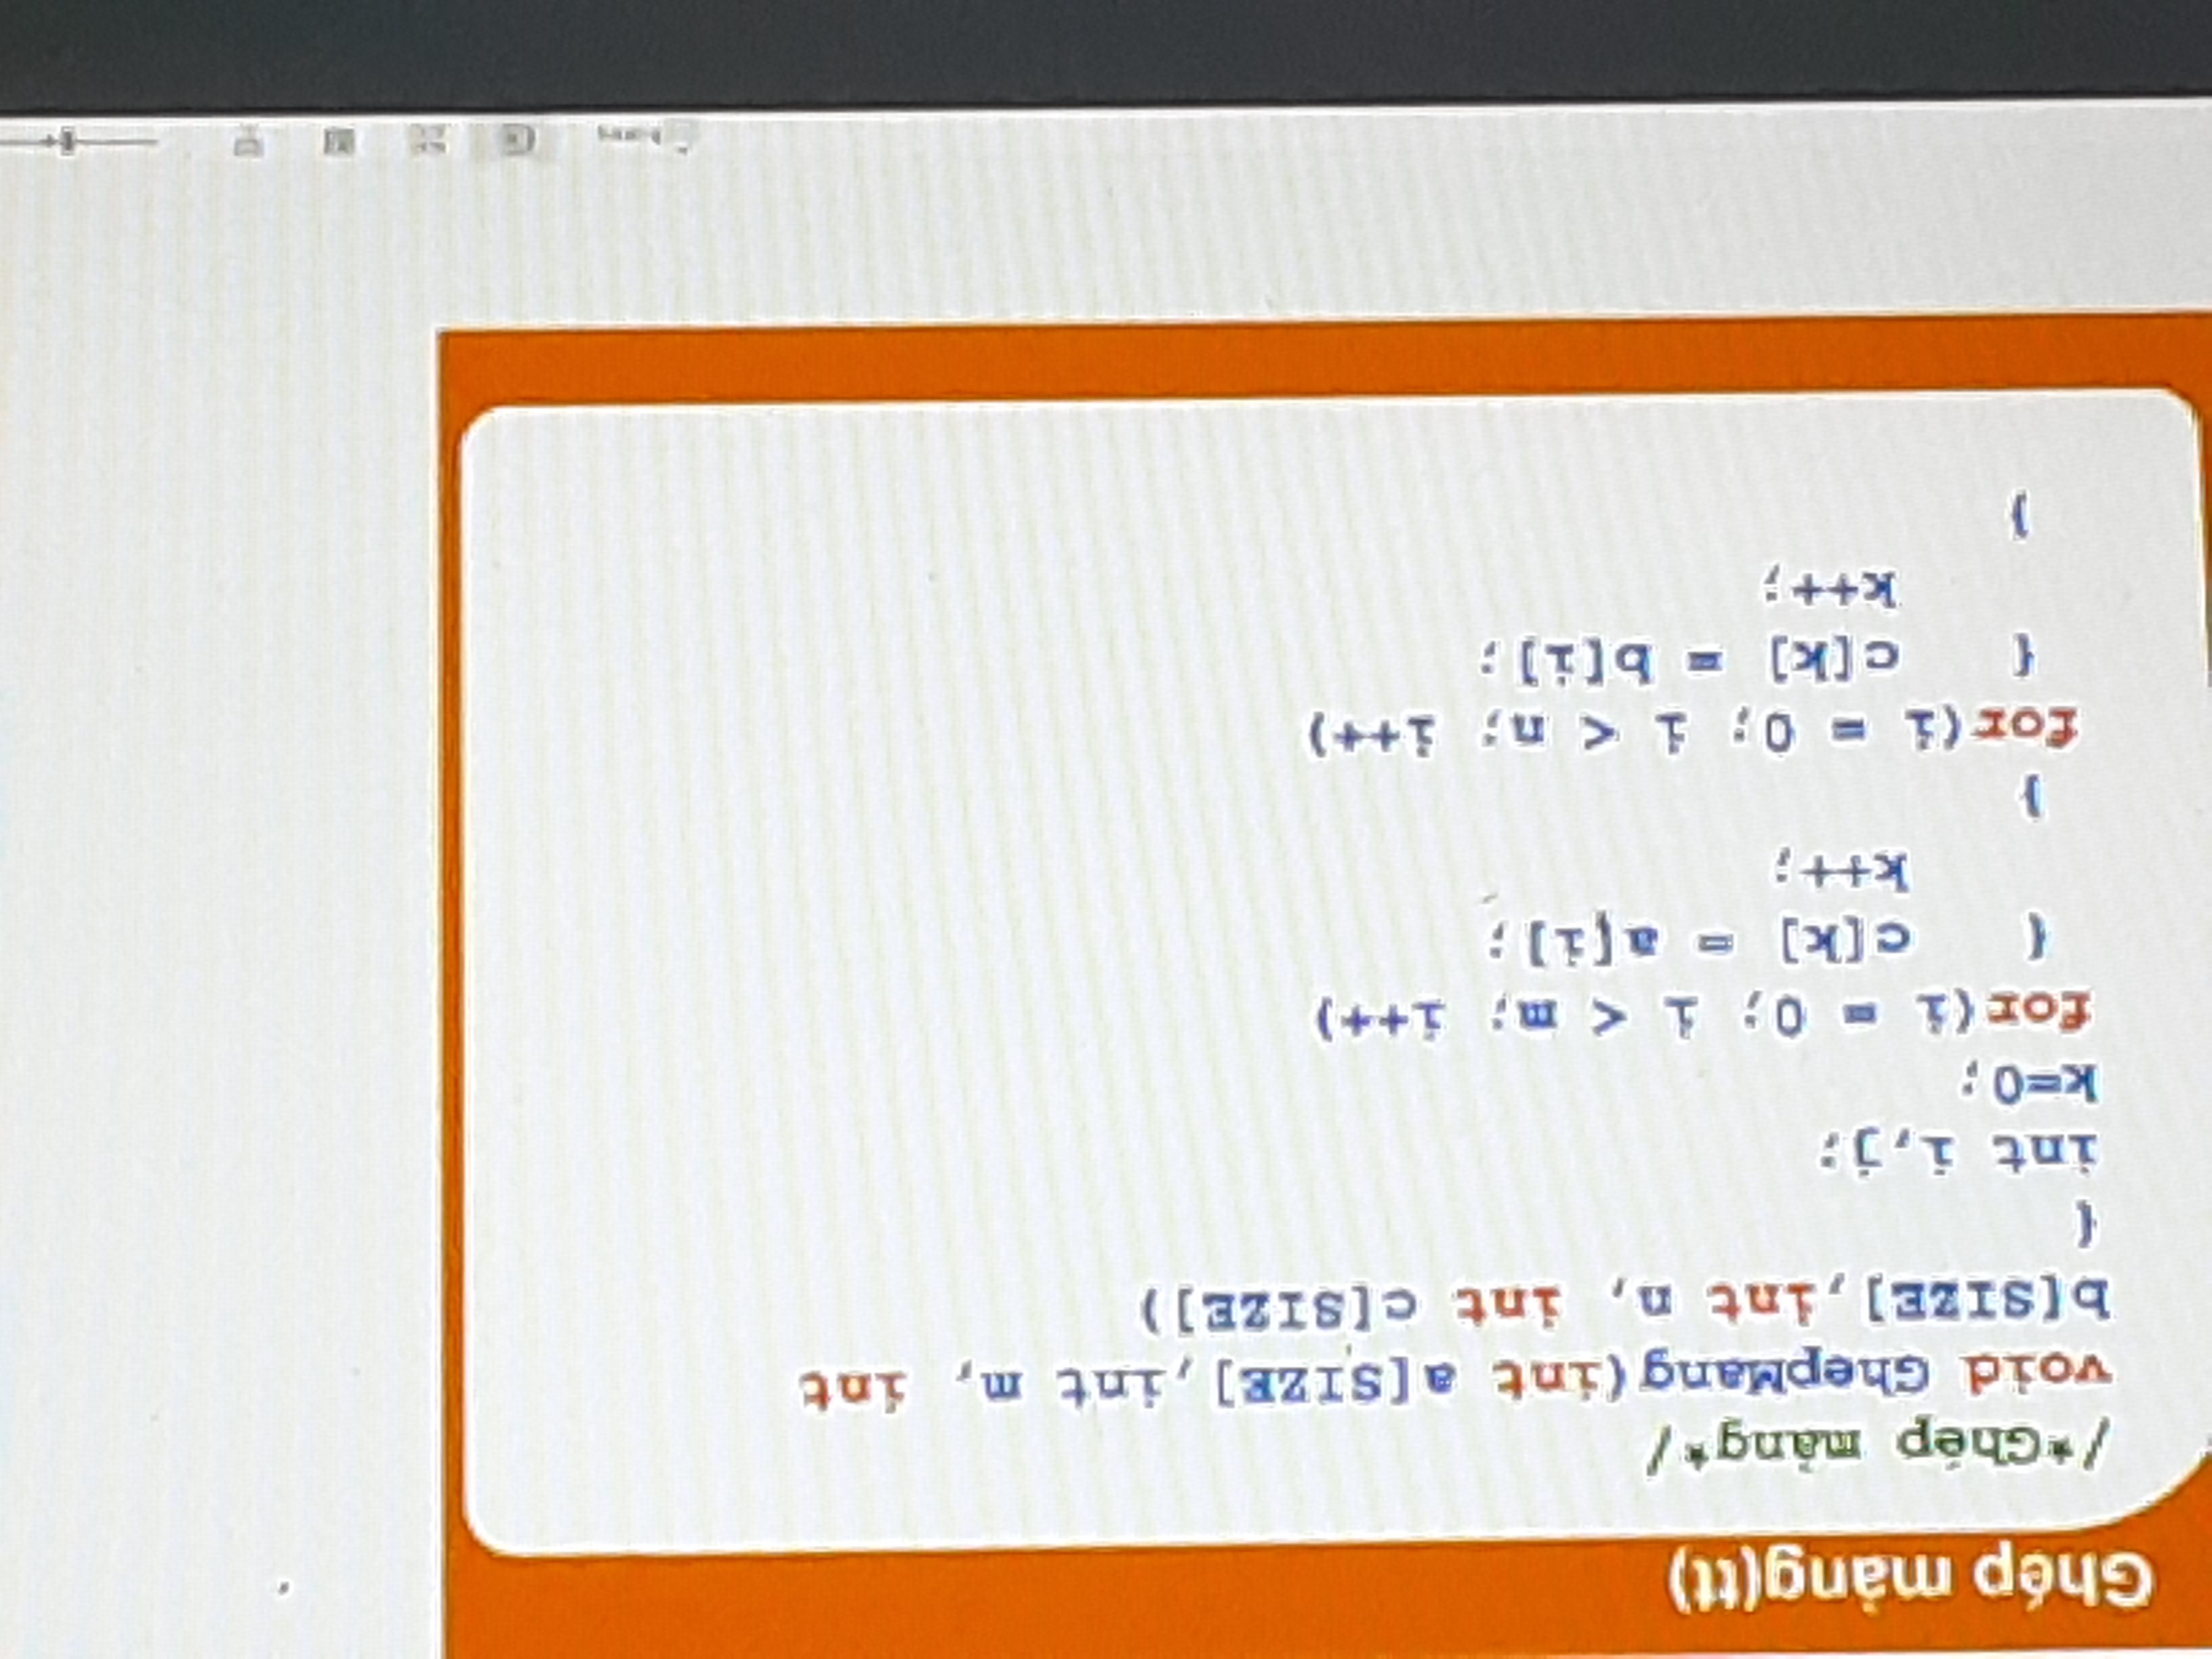 Ghép mảng(tt)
/*Ghép mảng*/
void GhepMang(int a[SIZE],int m, int
b[SIZE],int n, int c[SIZE])
{
int i,j;
k=0;
for(i = 0; i < m; i++)
{ c[k] = a[i];
k++;
}
for(i = 0; i < n; i++)
{ c[k] = b[i];
k++;
}